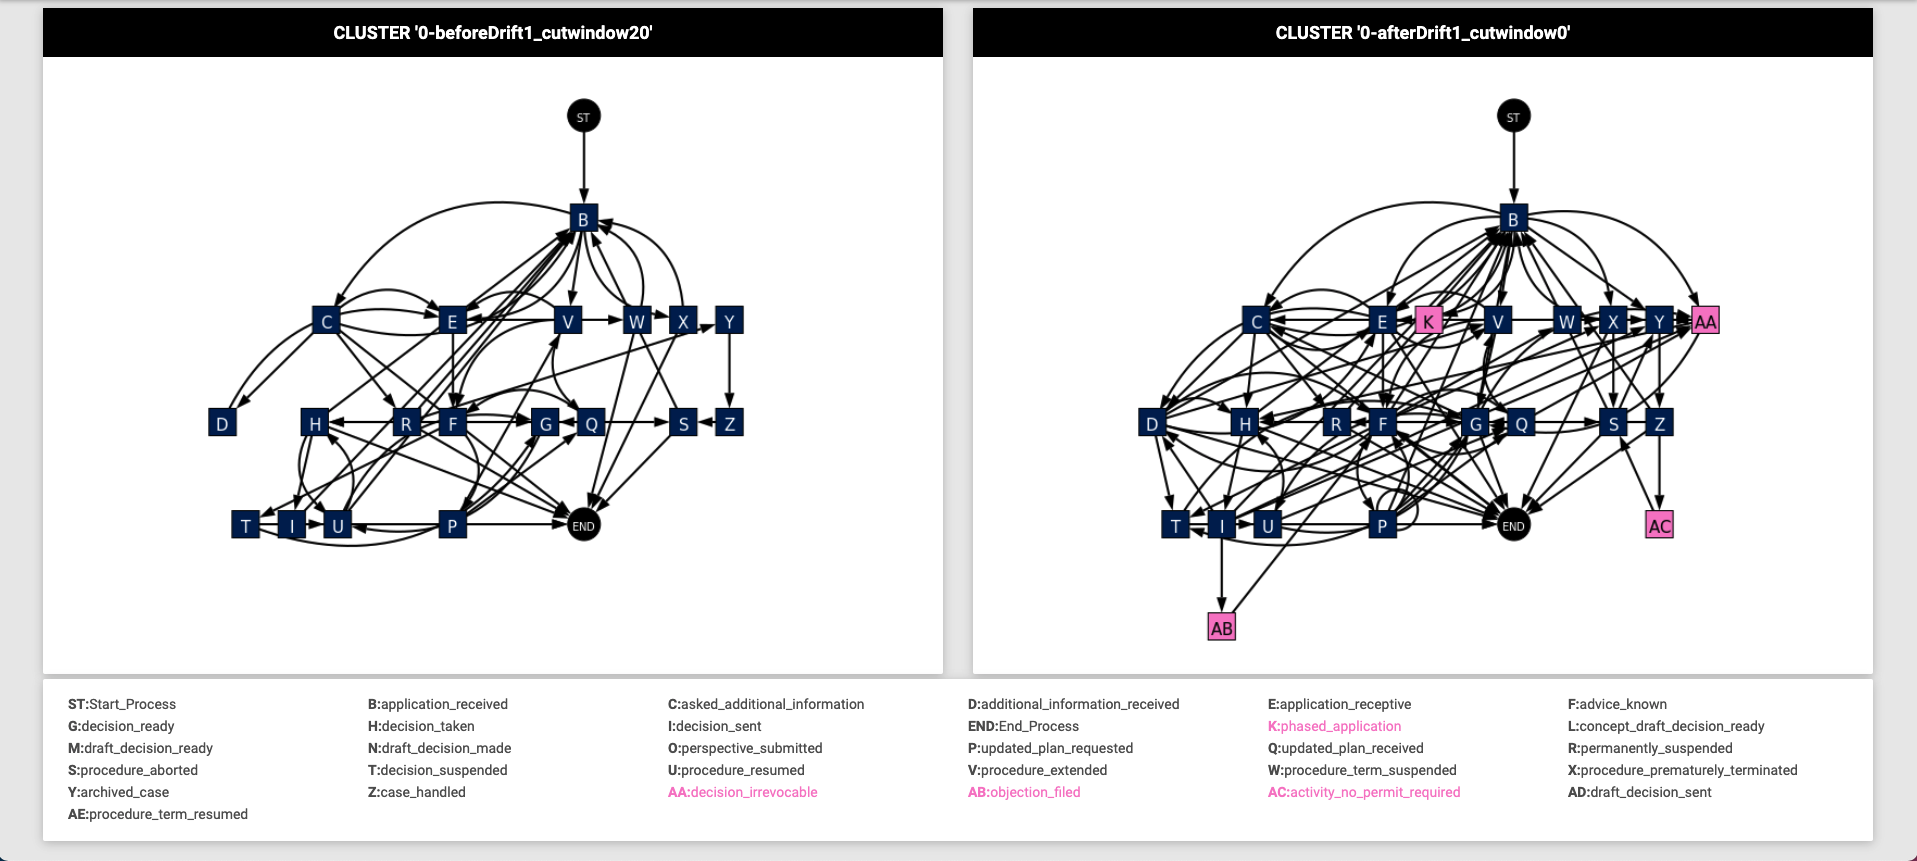 CLUSTER '0-beforeDrift1_cutwindow20'
ST
B
C E V W X Y
D H R F G Q S Z
T I U P END
CLUSTER '0-afterDrift1_cutwindow0'
ST
B
C E K V W X Y AA
D H R F G Q S Z
T I U P END AC
AB
ST:Start_Process B:application_received C:asked_additional_information D:additional_information_received E:application_receptive F:advice_known
G:decision_ready H:decision_taken I:decision_sent END:End_Process K:phased_application L:concept_draft_decision_ready
M:draft_decision_ready N:draft_decision_made O:perspective_submitted P:updated_plan_requested Q:updated_plan_received R:permanently_suspended
S:procedure_aborted T:decision_suspended U:procedure_resumed V:procedure_extended W:procedure_term_suspended X:procedure_prematurely_terminated
Y:archived_case Z:case_handled AA:decision_irrevocable AB:objection_filed AC:activity_no_permit_required AD:draft_decision_sent
AE:procedure_term_resumed